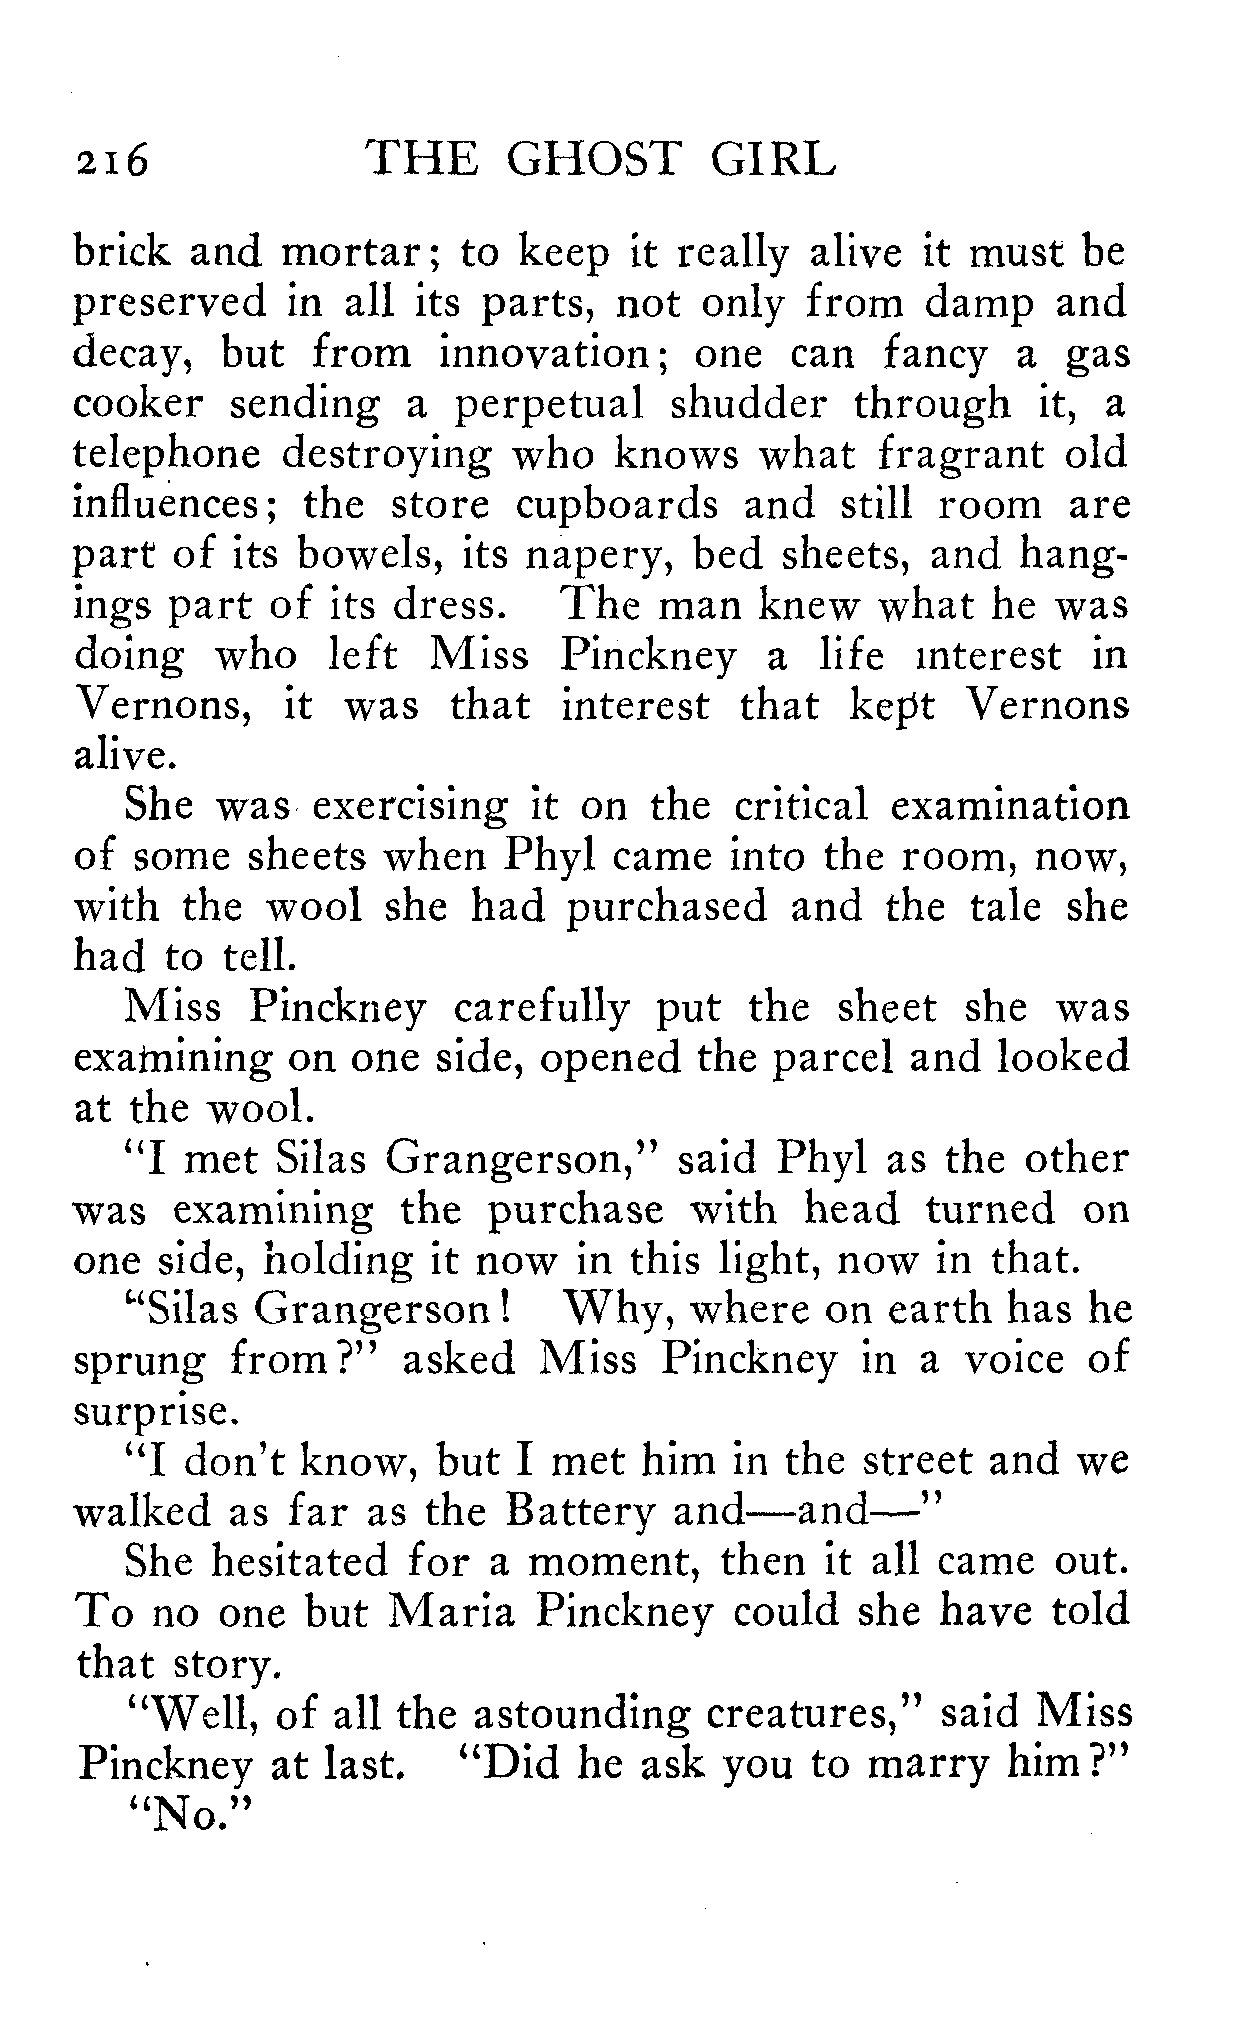 216 THE GHOST GIRL
brick and mortar; to keep it really alive it must be
preserved in all its parts, not only from damp and
decay, but from innovation; one can fancy a gas
cooker sending a perpetual shudder through it, a
telephone destroying who knows what fragrant old
influences; the store cupboards and still room are
part of its bowels, its napery, bed sheets, and hang-
ings part of its dress. The man knew what he was
doing who left Miss Pinckney a life interest in
Vernons, it was that interest that kept Vernons
alive.
She was exercising it on the critical examination
of some sheets when Phyl came into the room, now,
with the wool she had purchased and the tale she
had to tell.
Miss Pinckney carefully put the sheet she was
examining on one side, opened the parcel and looked
at the wool.
"I met Silas Grangerson," said Phyl as the other
was examining the purchase with head turned on
one side, holding it now in this light, now in that.
"Silas Grangerson! Why, where on earth has he
sprung from?" asked Miss Pinckney in a voice of
surprise.
"I don't know, but I met him in the street and we
walked as far as the Battery and—and—"
She hesitated for a moment, then it all came out.
To no one but Maria Pinckney could she have told
that story.
"Well, of all the astounding creatures," said Miss
Pinckney at last. "Did he ask you to marry him?"
"No."